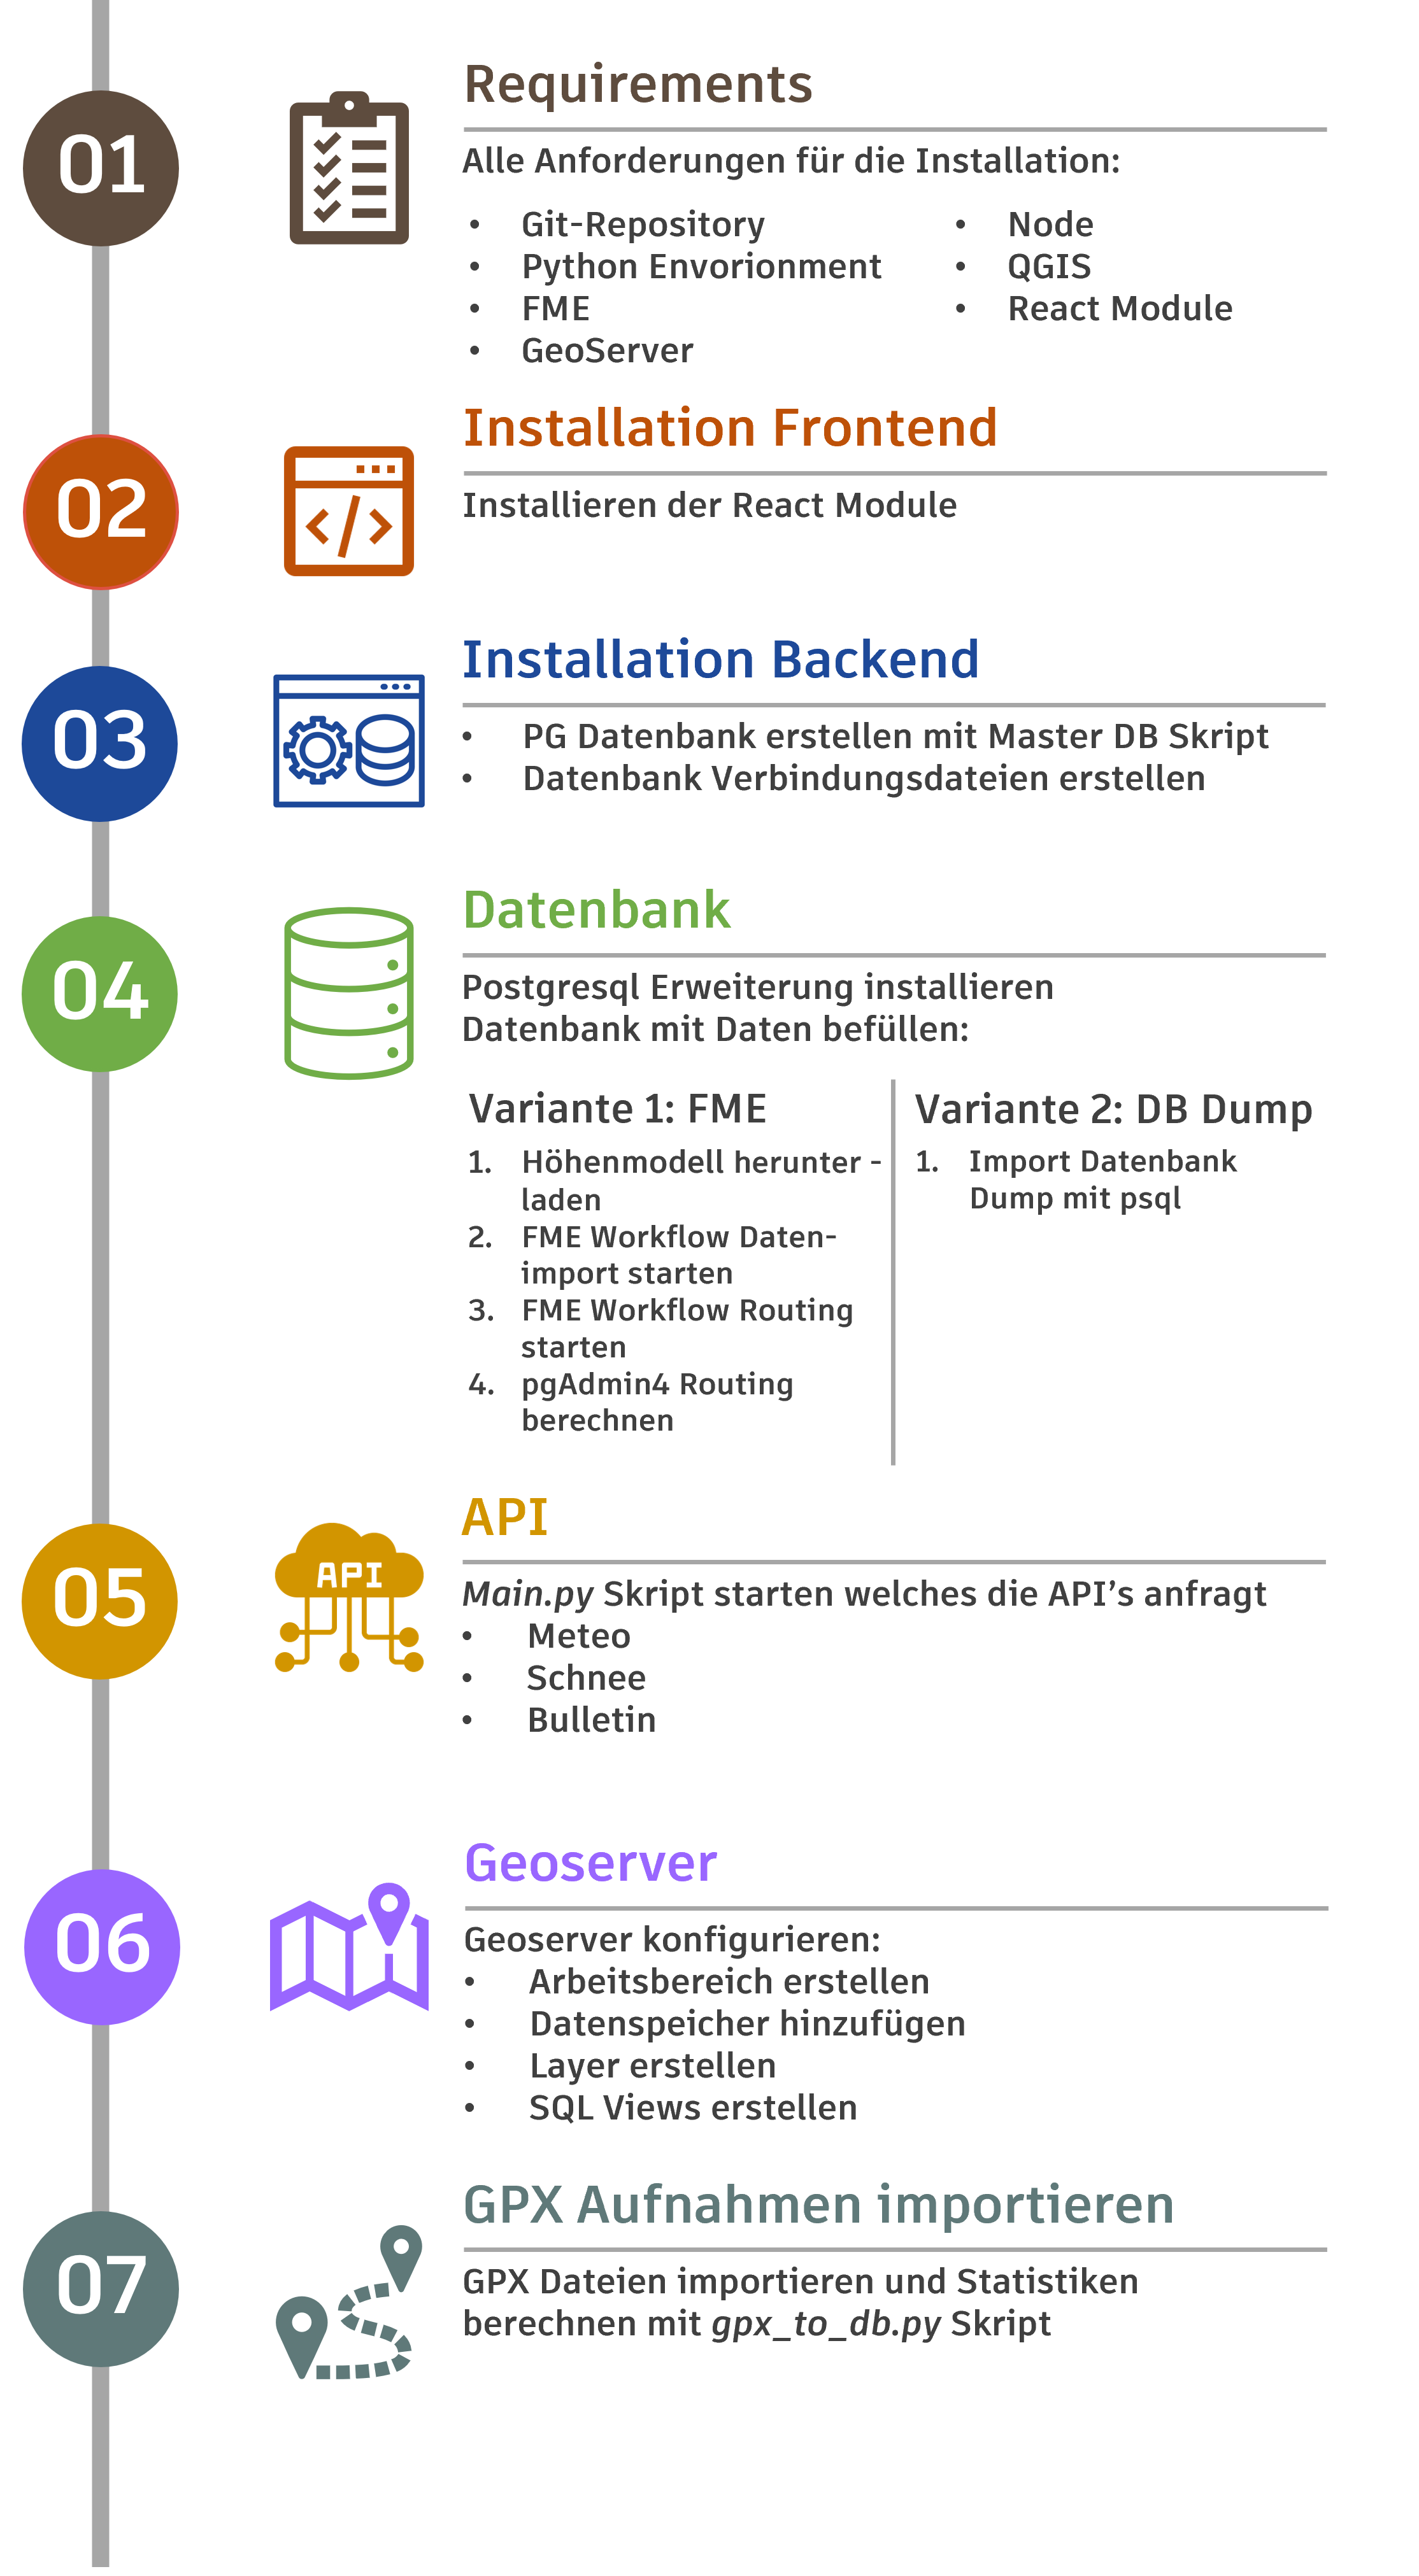 01
Requirements
Alle Anforderungen für die Installation:
• Git-Repository
• Python Envorionment
• FME
• GeoServer
• Node
• QGIS
• React Module
02
Installation Frontend
Installieren der React Module
03
Installation Backend
• PG Datenbank erstellen mit Master DB Skript
• Datenbank Verbindungsdateien erstellen
04
Datenbank
Postgresql Erweiterung installieren
Datenbank mit Daten befüllen:
Variante 1: FME
1. Höhenmodell herunter -
laden
2. FME Workflow Daten-
import starten
3. FME Workflow Routing
starten
4. pgAdmin4 Routing
berechnen
Variante 2: DB Dump
1. Import Datenbank
Dump mit psql
05
API
API
Main.py Skript starten welches die API’s anfragt
• Meteo
• Schnee
• Bulletin
06
Geoserver
Geoserver konfigurieren:
• Arbeitsbereich erstellen
• Datenspeicher hinzufügen
• Layer erstellen
• SQL Views erstellen
07
GPX Aufnahmen importieren
GPX Dateien importieren und Statistiken
berechnen mit gpx_to_db.py Skript